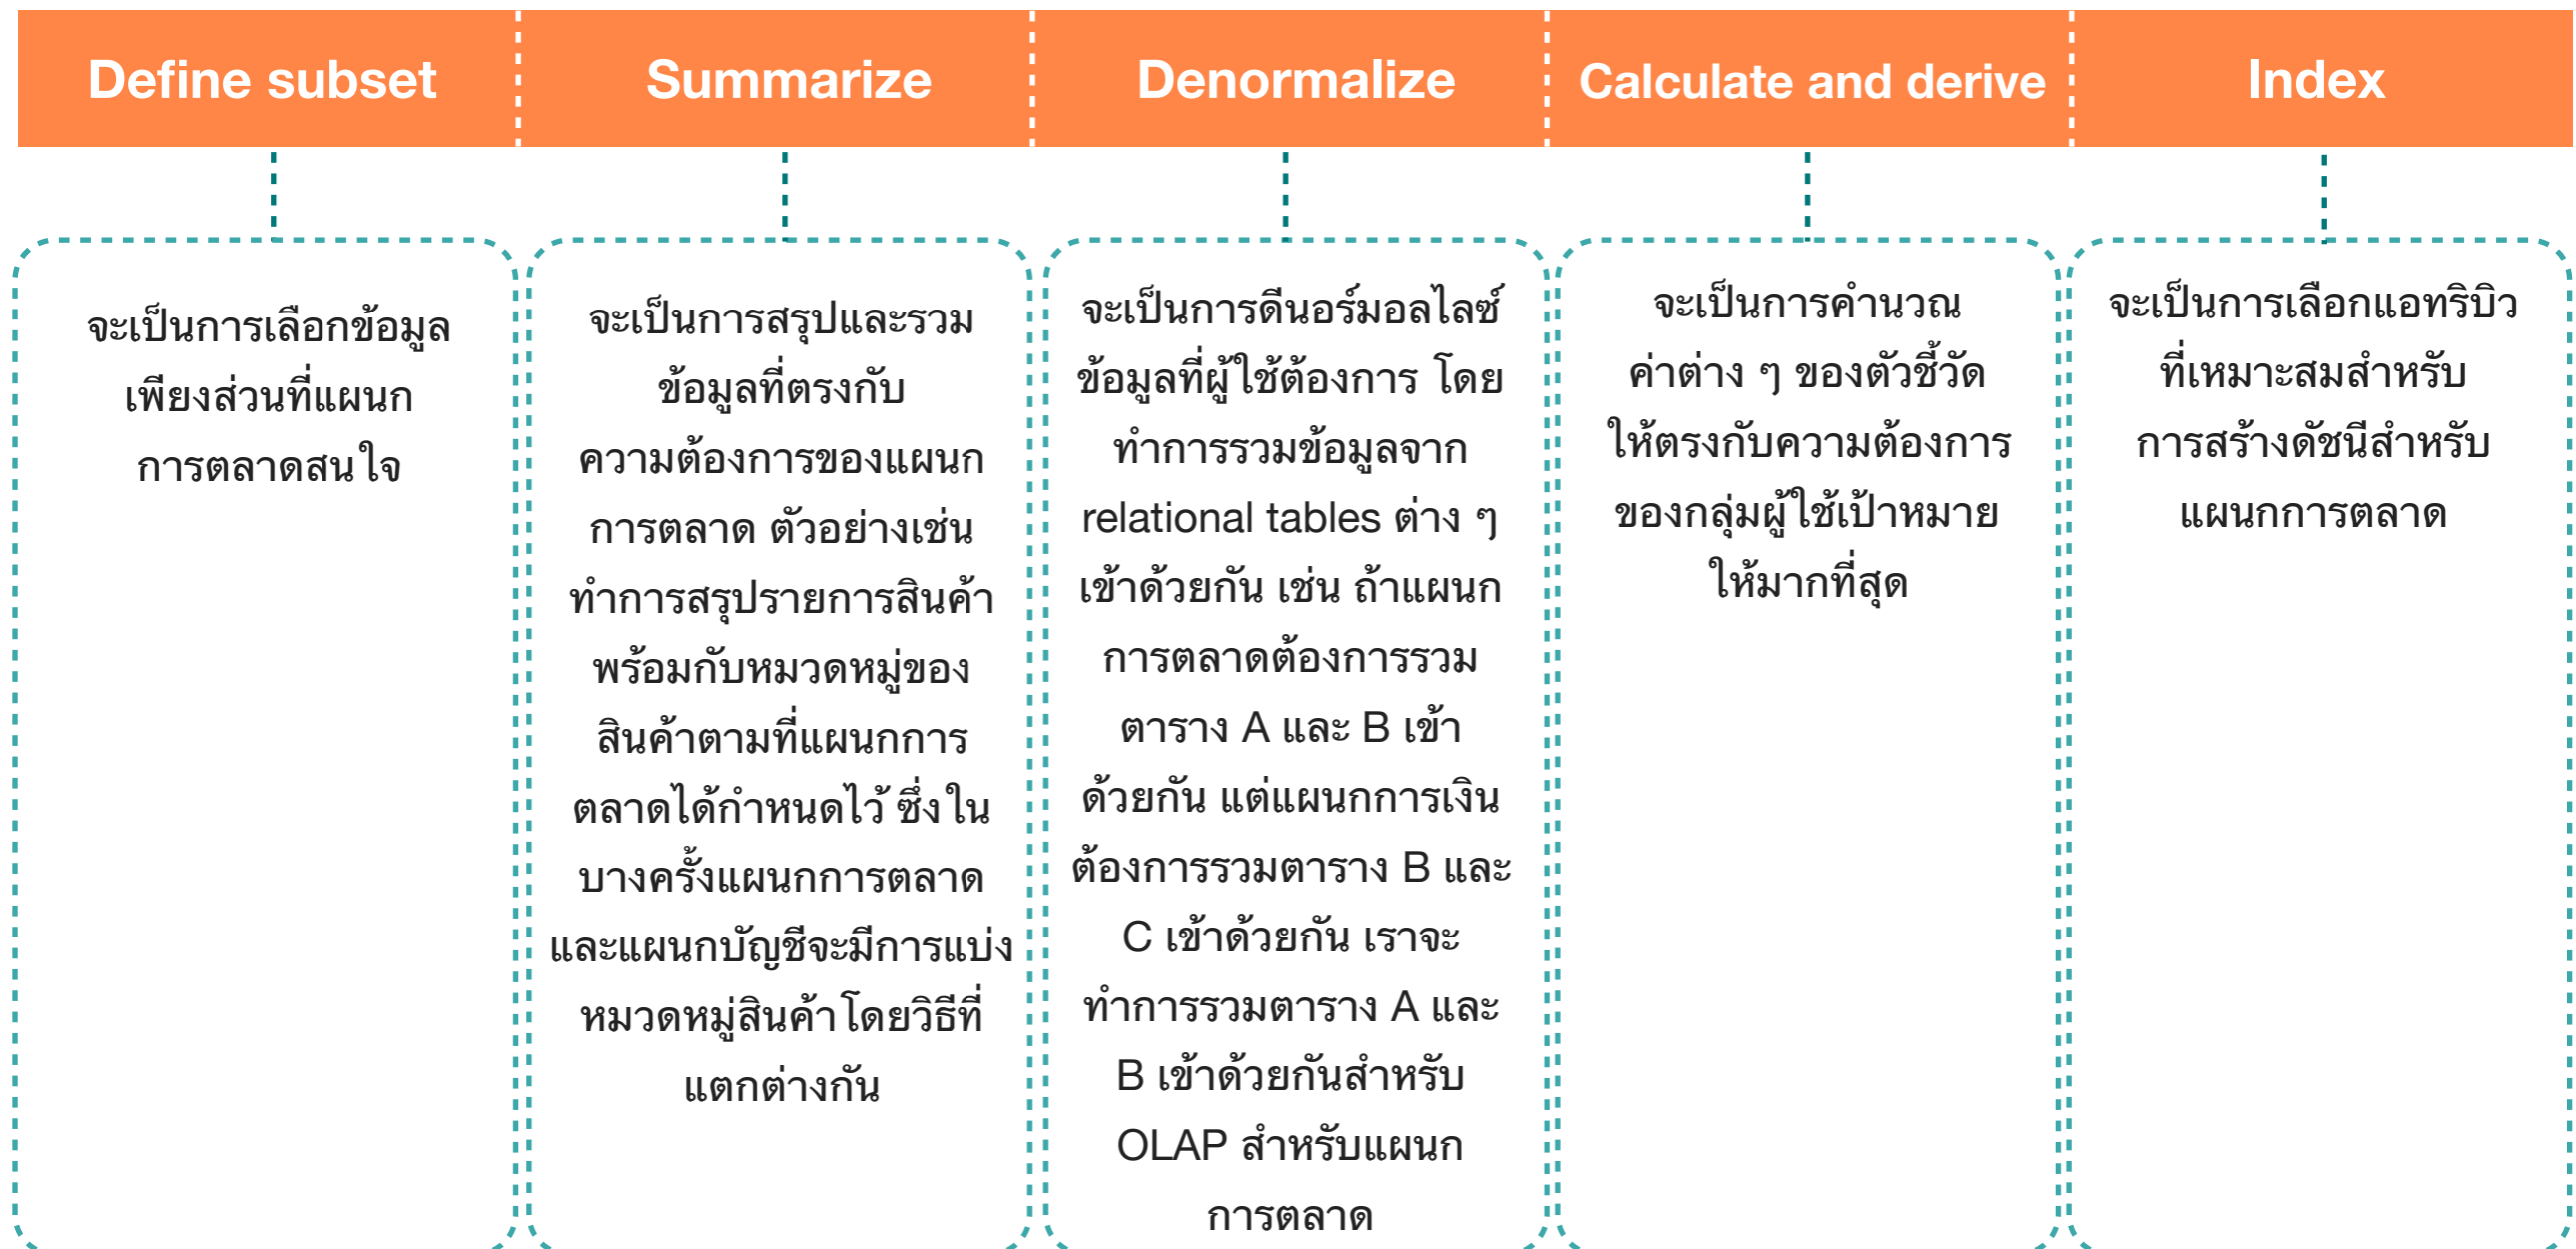 Define subset
Summarize
Denormalize
Calculate and derive
Index
จะเป็นการเลือกข้อมูล
เพียงส่วนที่แผนก
การตลาดสนใจ
จะเป็นการสรุปและรวม
ข้อมูลที่ตรงกับ
ความต้องการของแผนก
การตลาด ตัวอย่างเช่น
ทำการสรุปรายการสินค้า
พร้อมกับหมวดหมู่ของ
สินค้าตามที่แผนกการ
ตลาดได้กำหนดไว้ ซึ่งใน
บางครั้งแผนกการตลาด
และแผนกบัญชีจะมีการแบ่ง
หมวดหมู่สินค้าโดยวิธีที่
แตกต่างกัน
จะเป็นการดีนอร์มอลไลซ์
ข้อมูลที่ผู้ใช้ต้องการ โดย
ทำการรวมข้อมูลจาก
relational tables ต่าง ๆ
เข้าด้วยกัน เช่น ถ้าแผนก
การตลาดต้องการรวม
ตาราง A และ B เข้า
ด้วยกัน แต่แผนกการเงิน
ต้องการรวมตาราง B และ
C เข้าด้วยกัน เราจะ
ทำการรวมตาราง A และ
B เข้าด้วยกันสำหรับ
OLAP สำหรับแผนก
การตลาด
จะเป็นการคำนวณ
ค่าต่าง ๆ ของตัวชี้วัด
ให้ตรงกับความต้องการ
ของกลุ่มผู้ใช้เป้าหมาย
ให้มากที่สุด
จะเป็นการเลือกแอทริบิว
ที่เหมาะสมสำหรับ
การสร้างดัชนีสำหรับ
แผนกการตลาด